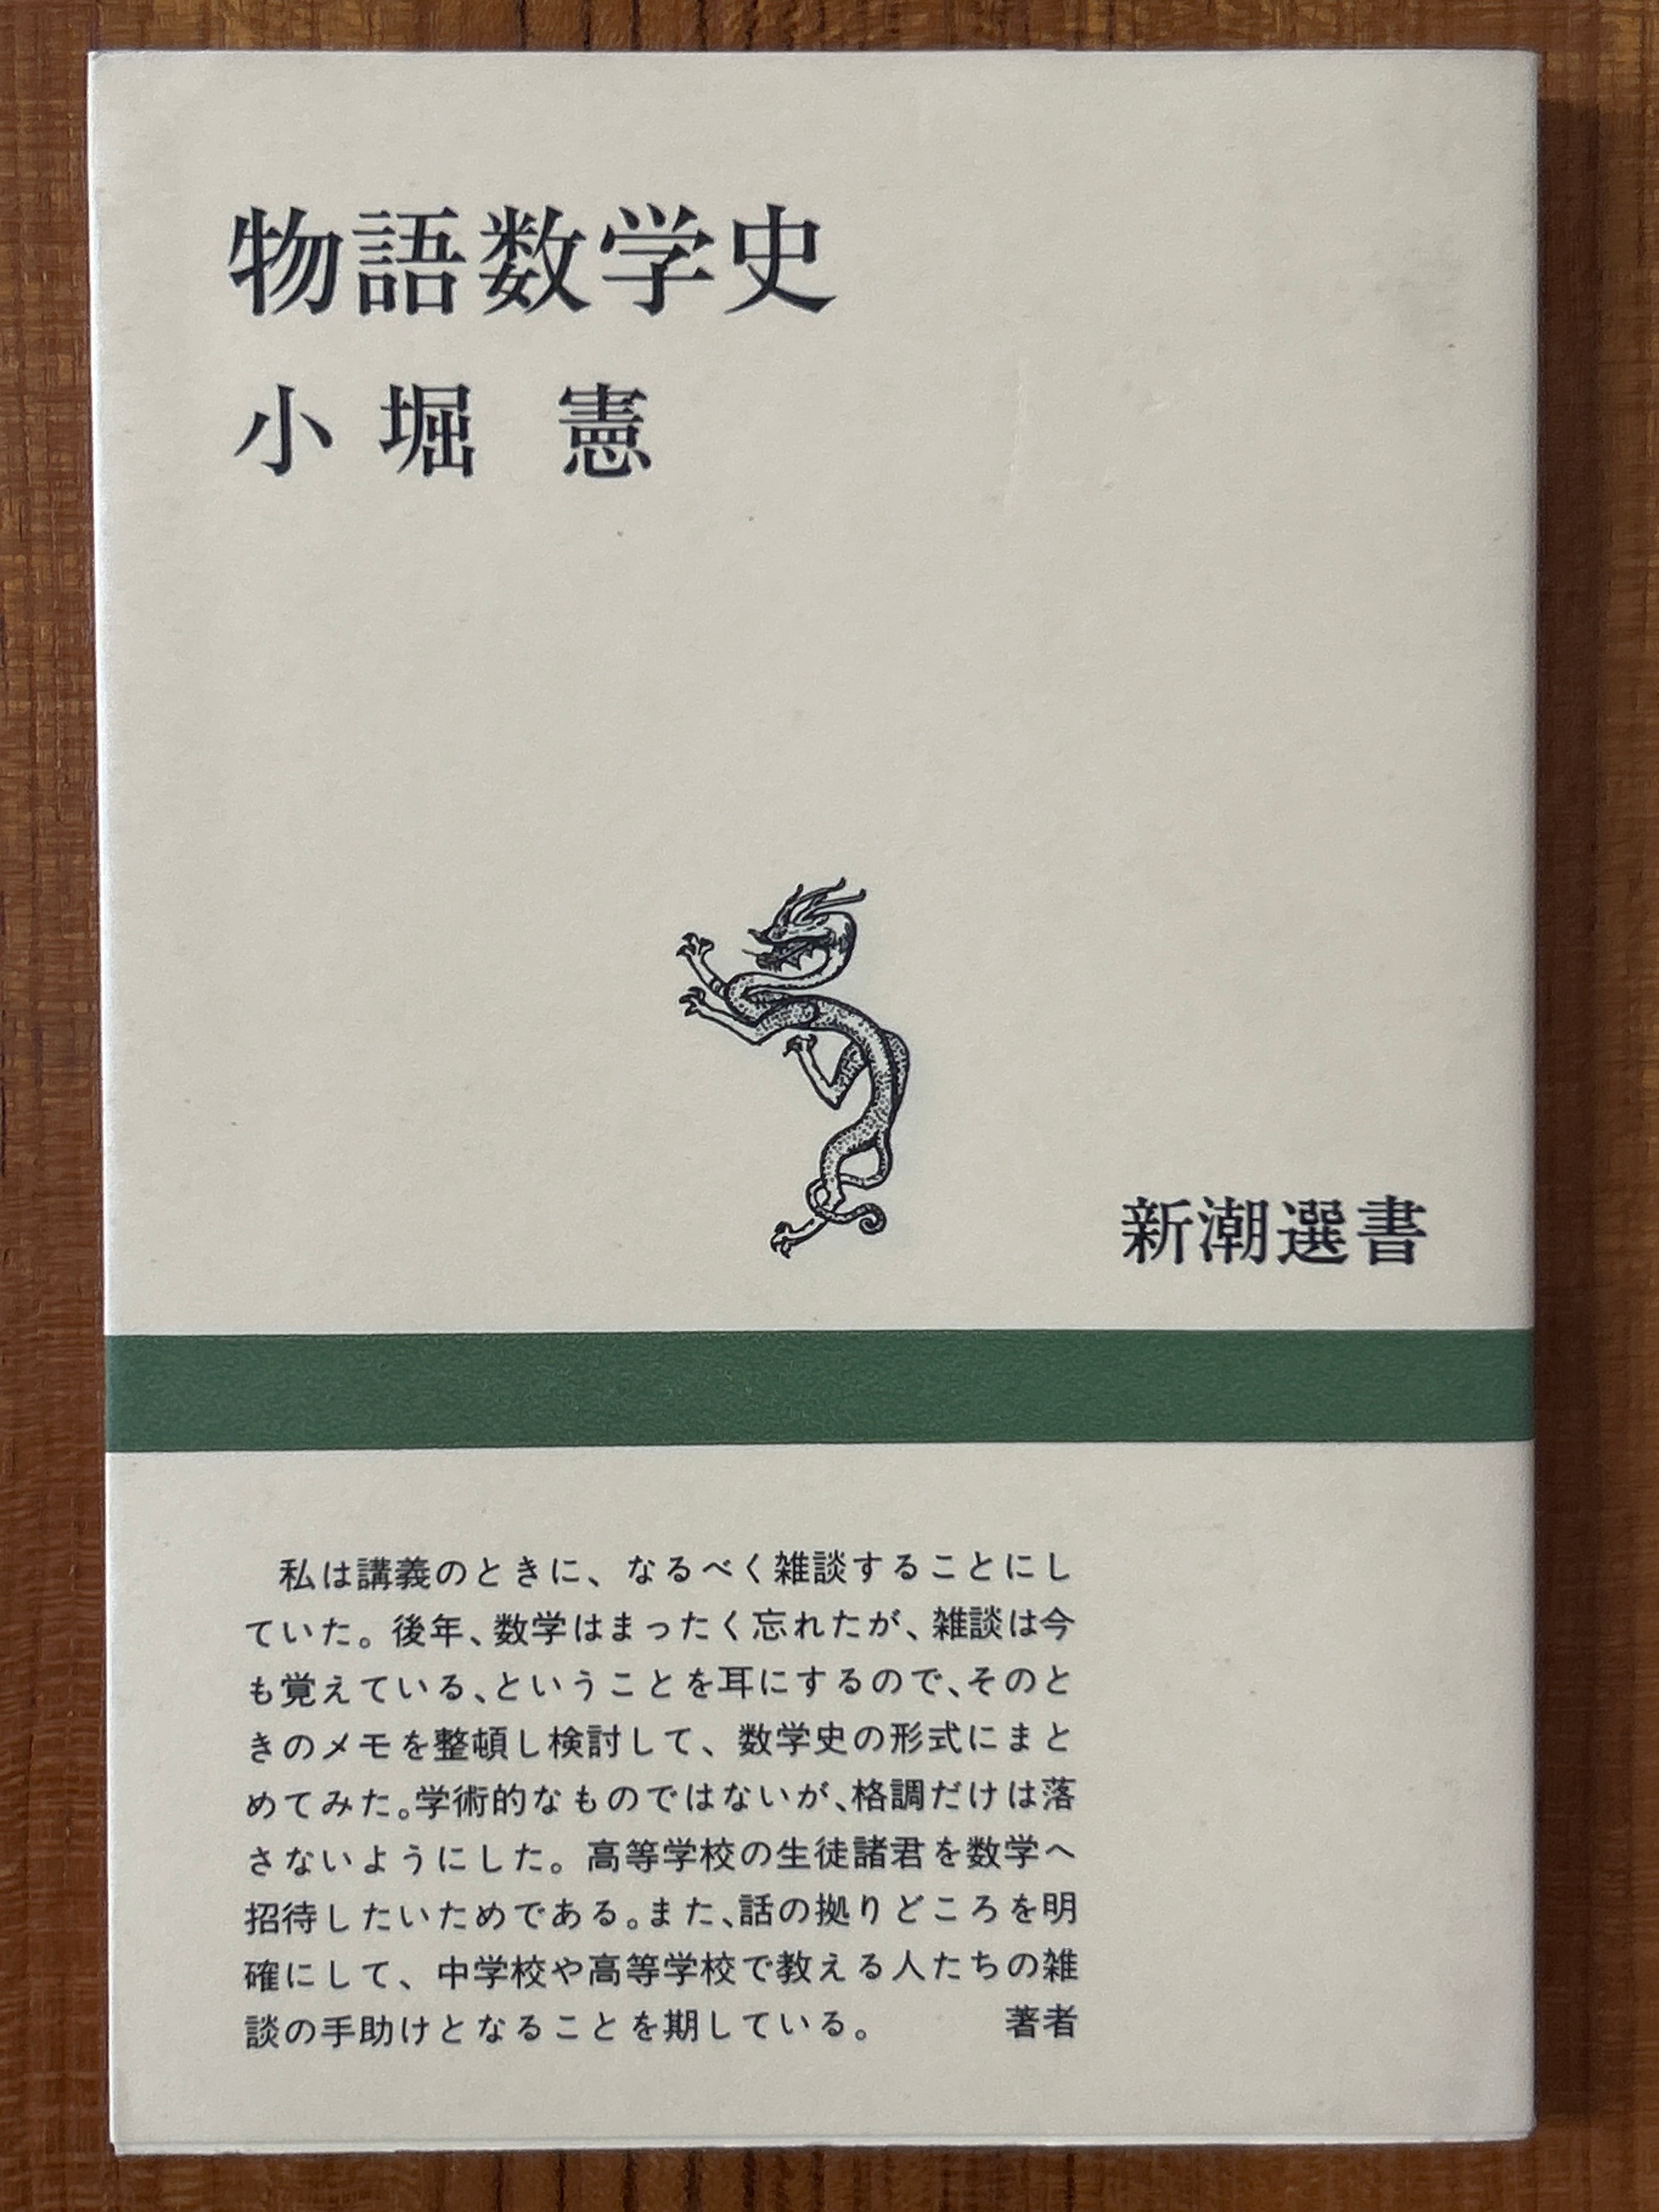 物語数学史
小堀 憲
新潮選書
　私は講義のときに、なるべく雑談することにし
ていた。後年、数学はまったく忘れたが、雑談は今
も覚えている、ということを耳にするので、そのと
きのメモを整頓し検討して、数学史の形式にまと
めてみた。学術的なものではないが、格調だけは落
さないようにした。高等学校の生徒諸君を数学へ
招待したいためである。また、話の拠りどころを明
確にして、中学校や高等学校で教える人たちの雑
談の手助けとなることを期している。　　　著者